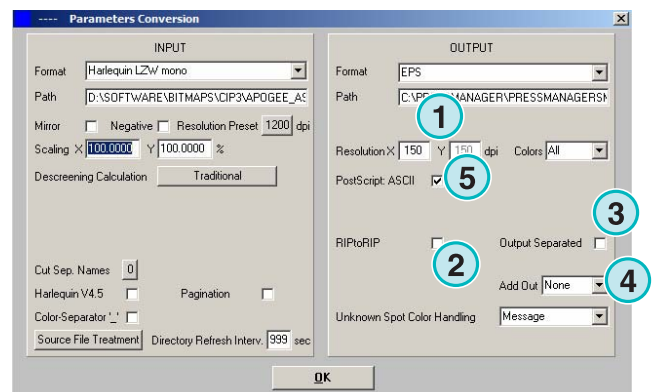 ---- Parameters Conversion
INPUT
Format Harlequin LZW mono
Path D:\SOFTWARE\BITMAPS\CIP3\APOGEE_AS
Mirror Negative Resolution Preset 1200 dpi
Scaling X 100.0000 Y 100.0000 %
Descreening Calculation Traditional
Cut Sep. Names 0
Harlequin V4.5 Pagination
Color-Separator '_'
Source File Treatment Directory Refresh Interv. 999 sec
OUTPUT
Format EPS
Path MANAGER\PRESSMANAGERSM
1
Resolution X 150 Y 150 dpi Colors All
PostScript: ASCII 5
3
RIPtoRIP Output Separated
2
4
Add Out None
Unknown Spot Color Handling Message
OK